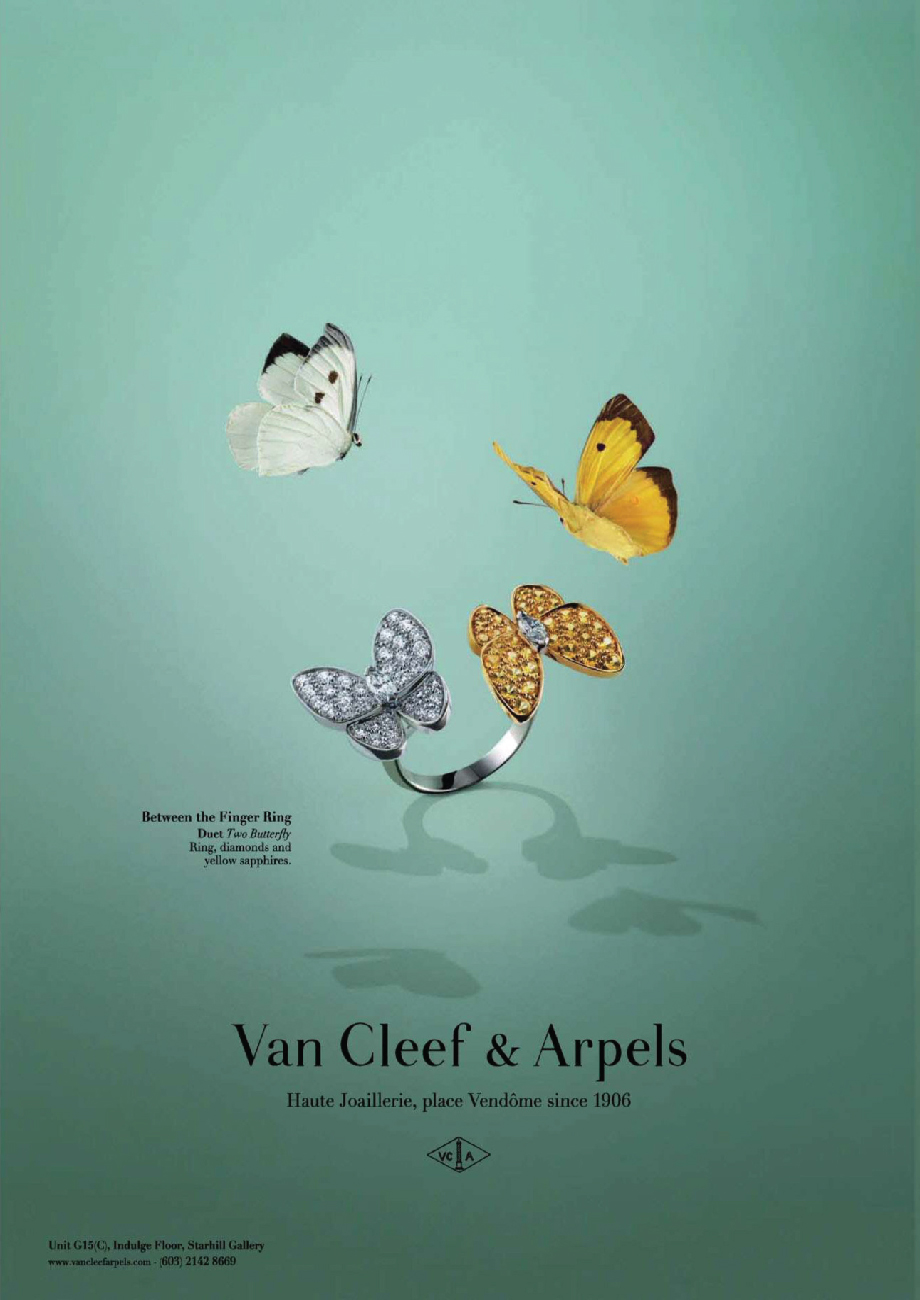 Between the Finger Ring
Duet Two Butterfly
Ring, diamonds and
yellow sapphires.
Van Cleef & Arpels
Haute Joaillerie, place Vendôme since 1906
VC A
Unit G15(C), Indulge Floor, Starhill Gallery
www.vancleefarpels.com - (603) 2142 8669